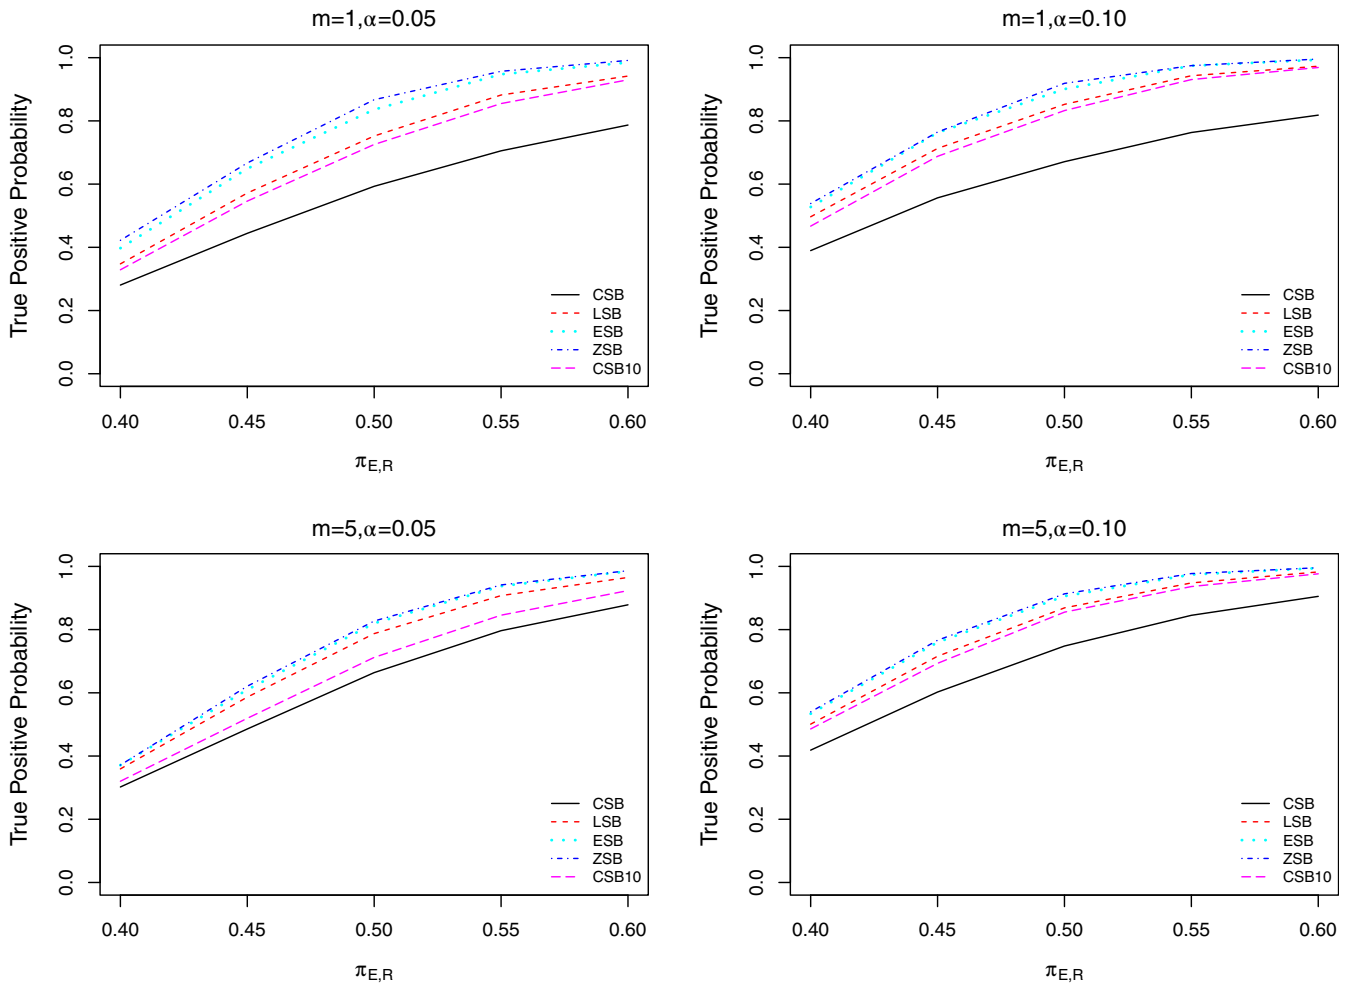 m=1,α=0.05
True Positive Probability
1.0
0.8
0.6
0.4
0.2
0.0
CSB
LSB
ESB
ZSB
CSB10
0.40 0.45 0.50 0.55 0.60
πE,R
m=1,α=0.10
True Positive Probability
1.0
0.8
0.6
0.4
0.2
0.0
CSB
LSB
ESB
ZSB
CSB10
0.40 0.45 0.50 0.55 0.60
πE,R
m=5,α=0.05
True Positive Probability
1.0
0.8
0.6
0.4
0.2
0.0
CSB
LSB
ESB
ZSB
CSB10
0.40 0.45 0.50 0.55 0.60
πE,R
m=5,α=0.10
True Positive Probability
1.0
0.8
0.6
0.4
0.2
0.0
CSB
LSB
ESB
ZSB
CSB10
0.40 0.45 0.50 0.55 0.60
πE,R